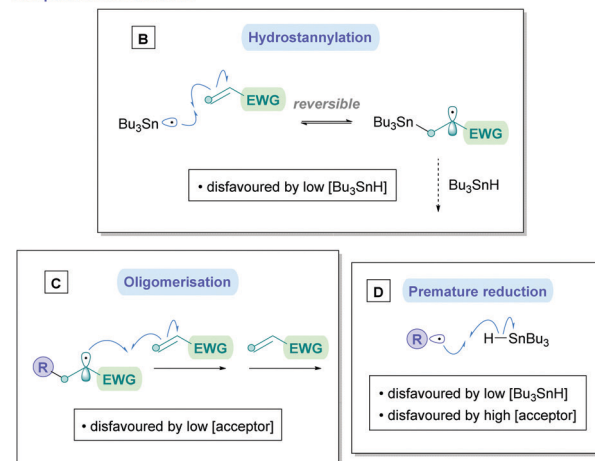 B
Hydrostannylation
EWG
reversible
Bu₃Sn
Bu₃Sn
EWG
• disfavoured by low [Bu₃SnH]
Bu₃SnH
C
Oligomerisation
R
EWG
EWG
EWG
• disfavoured by low [acceptor]
D
Premature reduction
R
H–SnBu₃
• disfavoured by low [Bu₃SnH]
• disfavoured by high [acceptor]